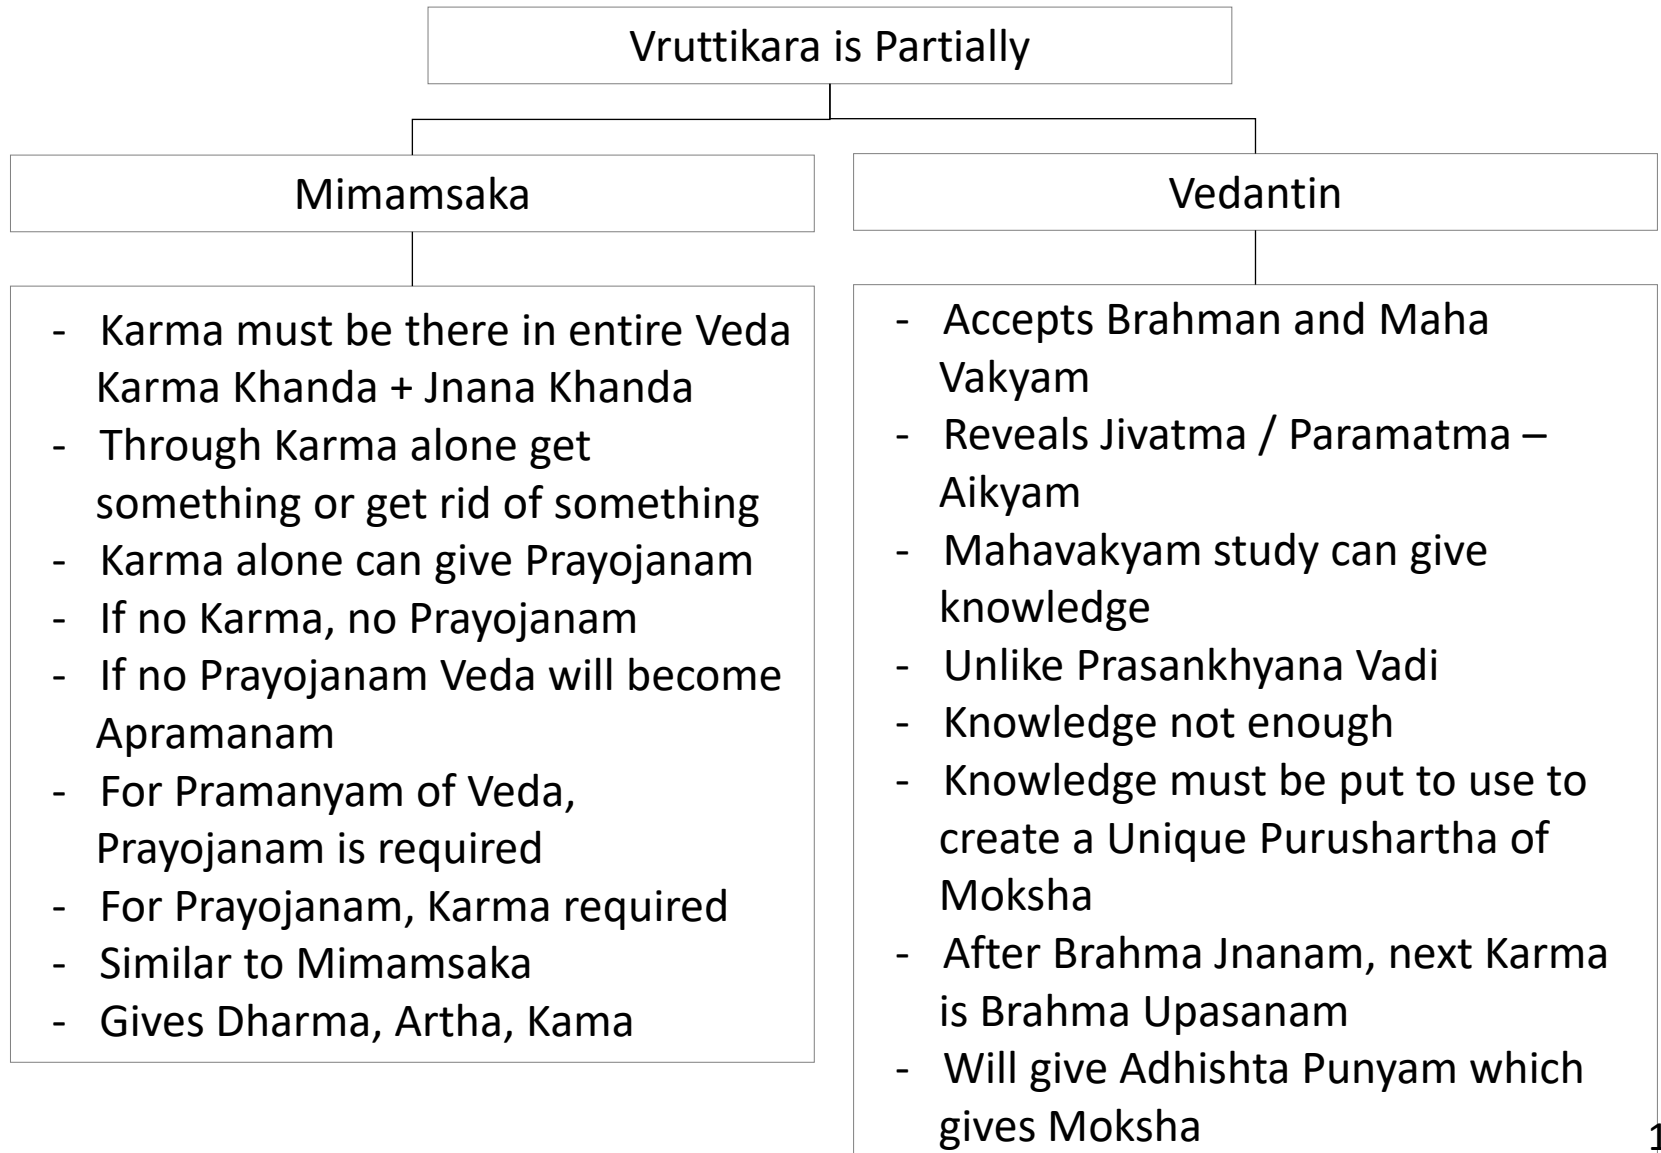 Vruttikara is Partially
Mimamsaka
Vedantin
- Karma must be there in entire Veda
Karma Khanda + Jnana Khanda
- Through Karma alone get
something or get rid of something
- Karma alone can give Prayojanam
- If no Karma, no Prayojanam
- If no Prayojanam Veda will become
Apramanam
- For Pramanyam of Veda,
Prayojanam is required
- For Prayojanam, Karma required
- Similar to Mimamsaka
- Gives Dharma, Artha, Kama
- Accepts Brahman and Maha
Vakyam
- Reveals Jivatma / Paramatma –
Aikyam
- Mahavakyam study can give
knowledge
- Unlike Prasankhyana Vadi
- Knowledge not enough
- Knowledge must be put to use to
create a Unique Purushartha of
Moksha
- After Brahma Jnanam, next Karma
is Brahma Upasanam
- Will give Adhishta Punyam which
gives Moksha